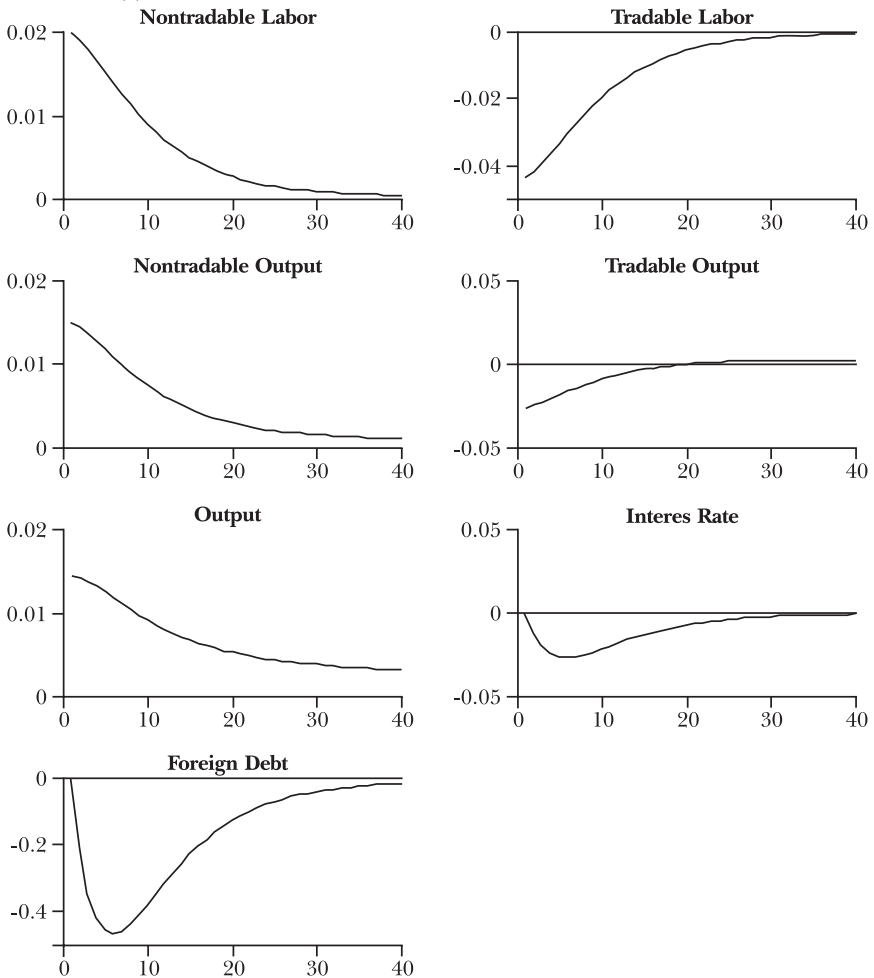 Nontradable Labor
0.02
0.01
0
0 10 20 30 40
Tradable Labor
0
-0.02
-0.04
0 10 20 30 40
Nontradable Output
0.02
0.01
0
0 10 20 30 40
Tradable Output
0.05
0
-0.05
0 10 20 30 40
Output
0.02
0.01
0
0 10 20 30 40
Interes Rate
0.05
0
-0.05
0 10 20 30 40
Foreign Debt
0
-0.2
-0.4
0 10 20 30 40